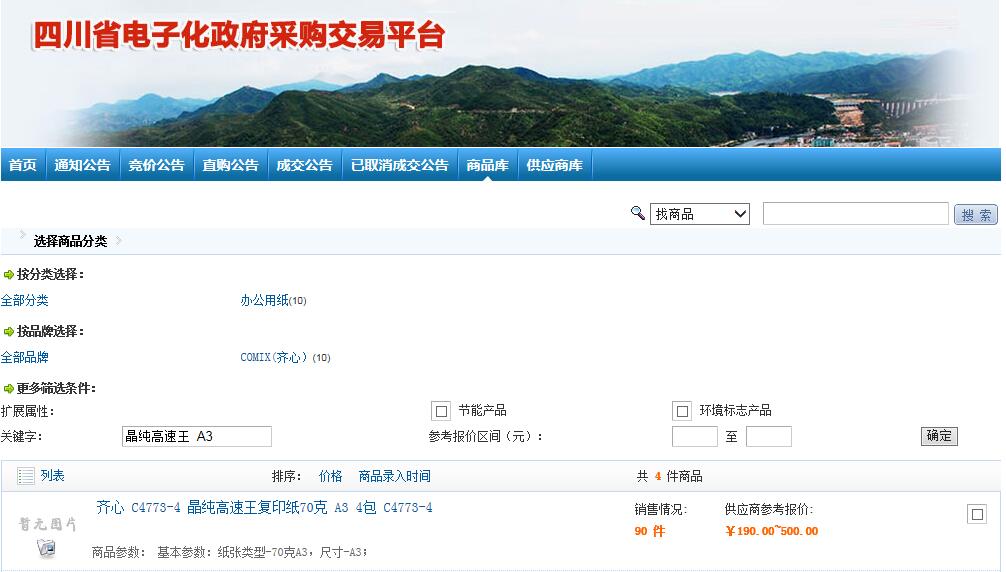 四川省电子化政府采购交易平台
首页 通知公告 竞价公告 直购公告 成交公告 已取消成交公告 商品库 供应商库
找商品 搜 索
选择商品分类
按分类选择：
全部分类 办公用纸(10)
按品牌选择：
全部品牌 COMIX(齐心）(10)
更多筛选条件：
扩展属性： 节能产品 环境标志产品
关键字： 晶纯高速王 A3 参考报价区间（元）： 至 确定
列表 排序： 价格 商品录入时间 共 4 件商品
齐心 C4773-4 晶纯高速王复印纸70克 A3 4包 C4773-4 销售情况： 供应商参考报价：
暂无图片
90 件 ￥190.00~500.00
商品参数： 基本参数：纸张类型-70克A3，尺寸-A3；